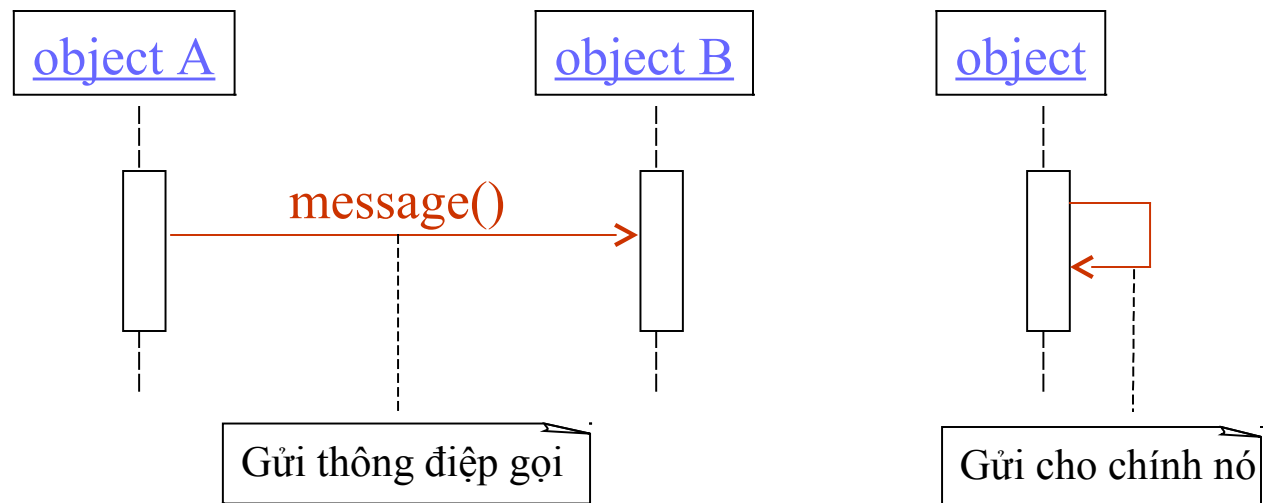 object A
object B
object
message()
Gửi thông điệp gọi
Gửi cho chính nó